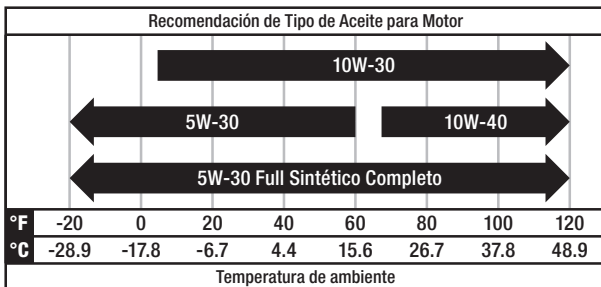 Recomendación de Tipo de Aceite para Motor
10W-30
5W-30 10W-40
5W-30 Full Sintético Completo
°F -20 0 20 40 60 80 100 120
°C -28.9 -17.8 -6.7 4.4 15.6 26.7 37.8 48.9
Temperatura de ambiente